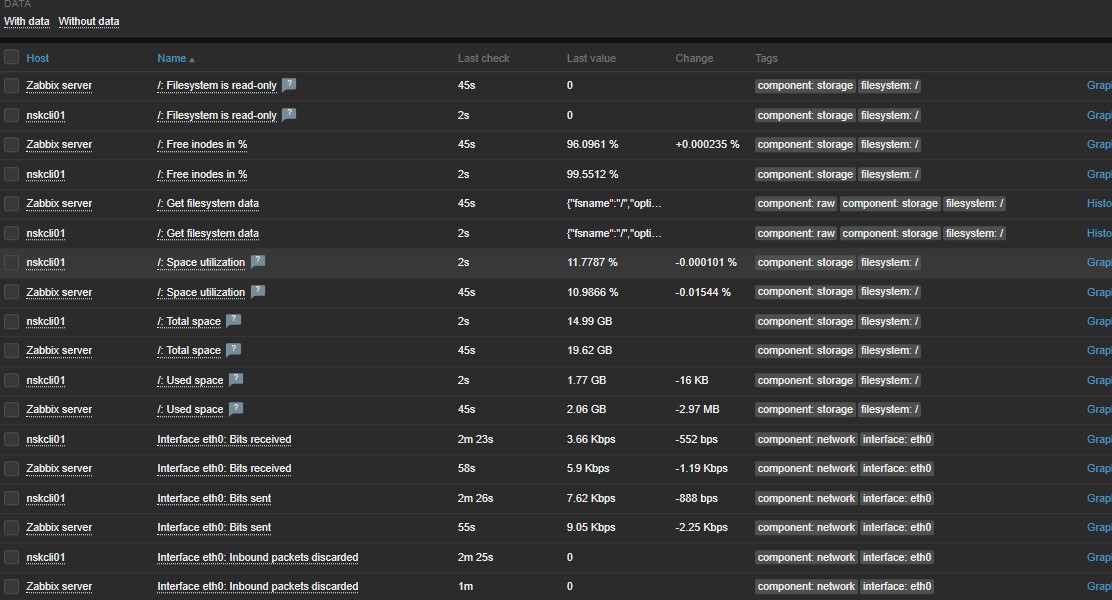 DATA
With data Without data
Host Name Last check Last value Change Tags
Zabbix server /: Filesystem is read-only ? 45s 0 component: storage filesystem: / Grap
nskcli01 /: Filesystem is read-only ? 2s 0 component: storage filesystem: / Grap
Zabbix server /: Free inodes in % 45s 96.0961 % +0.000235 % component: storage filesystem: / Grap
nskcli01 /: Free inodes in % 2s 99.5512 % component: storage filesystem: / Grap
Zabbix server /: Get filesystem data 45s {"fsname":"/","opti... component: raw component: storage filesystem: / Histo
nskcli01 /: Get filesystem data 2s {"fsname":"/","opti... component: raw component: storage filesystem: / Histo
nskcli01 /: Space utilization ? 2s 11.7787 % -0.000101 % component: storage filesystem: / Grap
Zabbix server /: Space utilization ? 45s 10.9866 % -0.01544 % component: storage filesystem: / Grap
nskcli01 /: Total space ? 2s 14.99 GB component: storage filesystem: / Grap
Zabbix server /: Total space ? 45s 19.62 GB component: storage filesystem: / Grap
nskcli01 /: Used space ? 2s 1.77 GB -16 KB component: storage filesystem: / Grap
Zabbix server /: Used space ? 45s 2.06 GB -2.97 MB component: storage filesystem: / Grap
nskcli01 Interface eth0: Bits received 2m 23s 3.66 Kbps -552 bps component: network interface: eth0 Grap
Zabbix server Interface eth0: Bits received 58s 5.9 Kbps -1.19 Kbps component: network interface: eth0 Grap
nskcli01 Interface eth0: Bits sent 2m 26s 7.62 Kbps -888 bps component: network interface: eth0 Grap
Zabbix server Interface eth0: Bits sent 55s 9.05 Kbps -2.25 Kbps component: network interface: eth0 Grap
nskcli01 Interface eth0: Inbound packets discarded 2m 25s 0 component: network interface: eth0 Grap
Zabbix server Interface eth0: Inbound packets discarded 1m 0 component: network interface: eth0 Grap